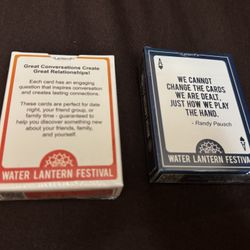 Great Conversations Create
Great Relationships!
Each card has an engaging
question that inspires conversation
and creates lasting connections.
These cards are perfect for date
night, your friend group, or
family time - guaranteed to
help you discover something new
about your friends, family,
and yourself.
WATER LANTERN FESTIVAL
A
WE CANNOT
CHANGE THE CARDS
WE ARE DEALT,
JUST HOW WE PLAY
THE HAND.
- Randy Pausch
WATER LANTERN FESTIVAL